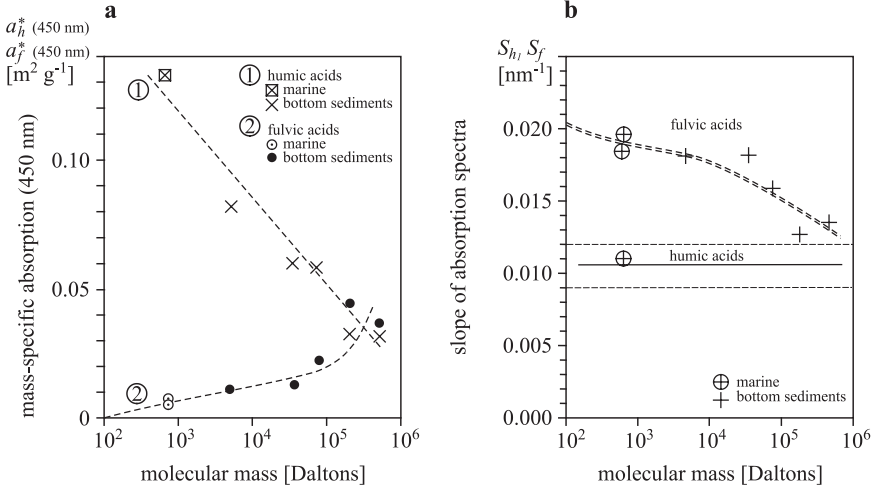 a
a*h (450 nm)
a*f (450 nm)
[m² g⁻¹]
mass-specific absorption (450 nm)
0.10
0.05
0
1
2
1 humic acids
marine
bottom sediments
2 fulvic acids
marine
bottom sediments
10² 10³ 10⁴ 10⁵ 10⁶
molecular mass [Daltons]
b
Sh, Sf
[nm⁻¹]
slope of absorption spectra
0.020
0.015
0.010
0.005
0.000
fulvic acids
humic acids
marine
bottom sediments
10² 10³ 10⁴ 10⁵ 10⁶
molecular mass [Daltons]